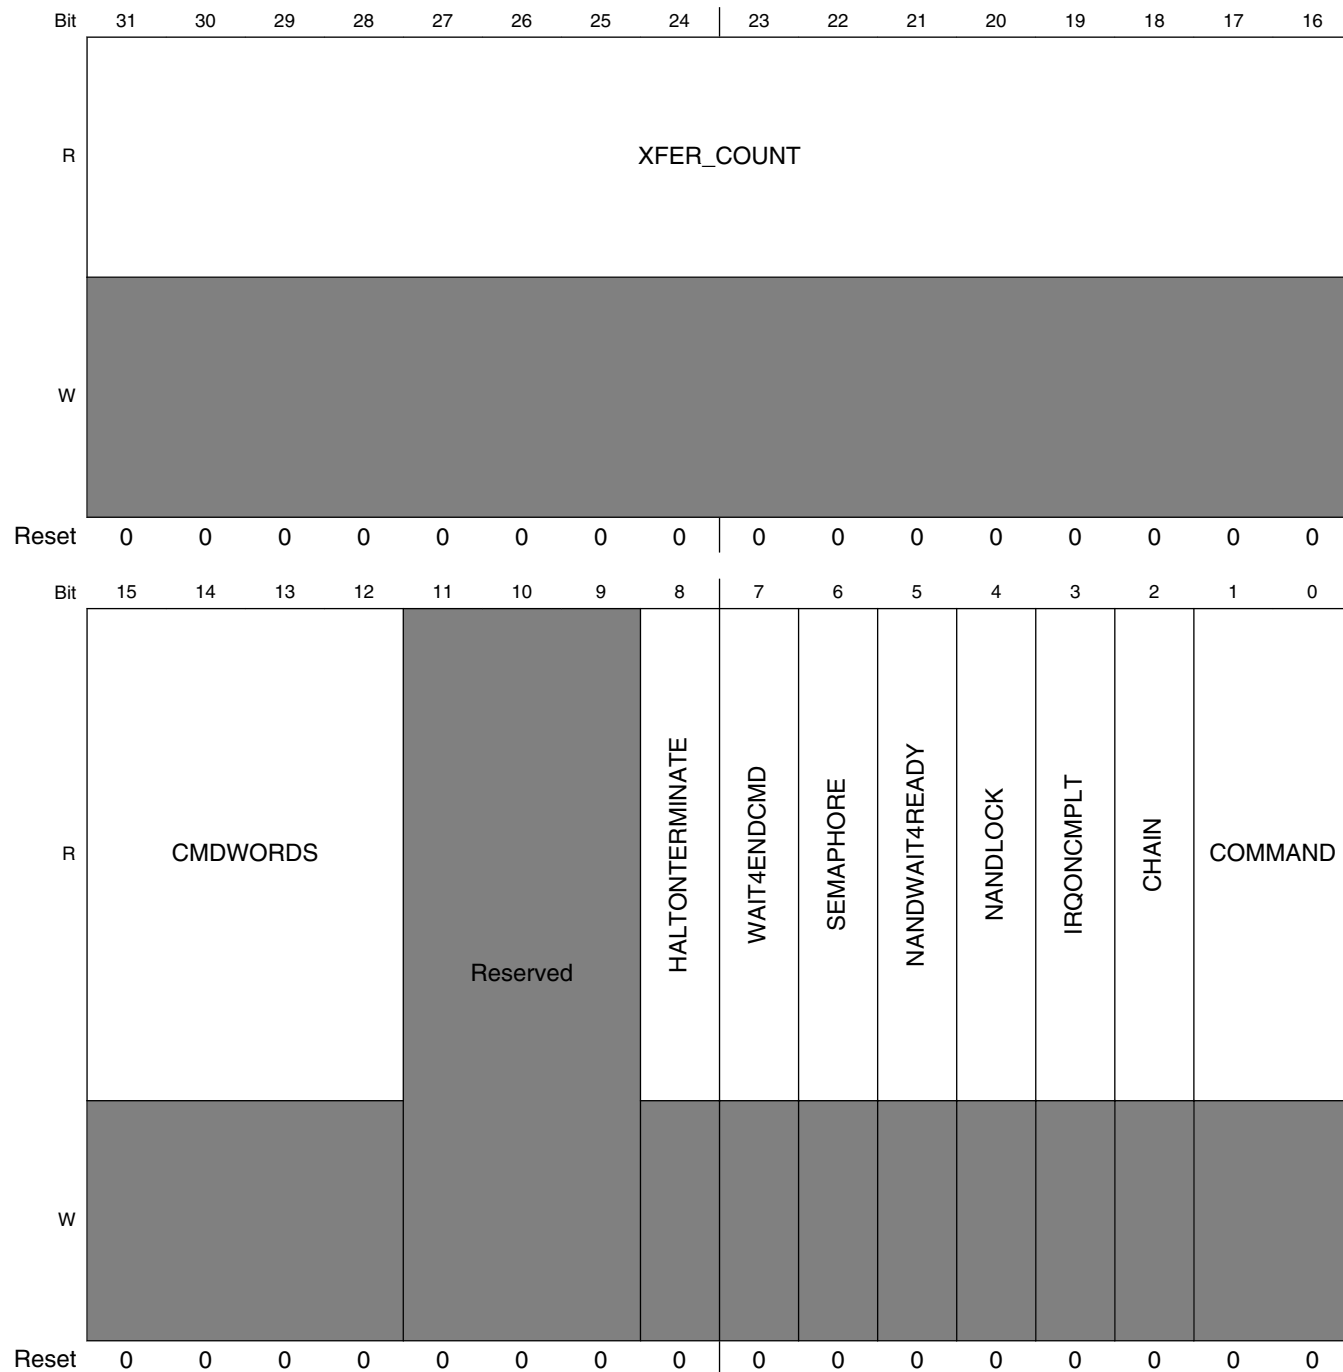 Bit 31 30 29 28 27 26 25 24 23 22 21 20 19 18 17 16
R XFER_COUNT
W
Reset 0 0 0 0 0 0 0 0 0 0 0 0 0 0 0 0
Bit 15 14 13 12 11 10 9 8 7 6 5 4 3 2 1 0
R CMDWORDS Reserved HALTONTERMINATE WAIT4ENDCMD SEMAPHORE NANDWAIT4READY NANDLOCK IRQONCMPLT CHAIN COMMAND
W
Reset 0 0 0 0 0 0 0 0 0 0 0 0 0 0 0 0